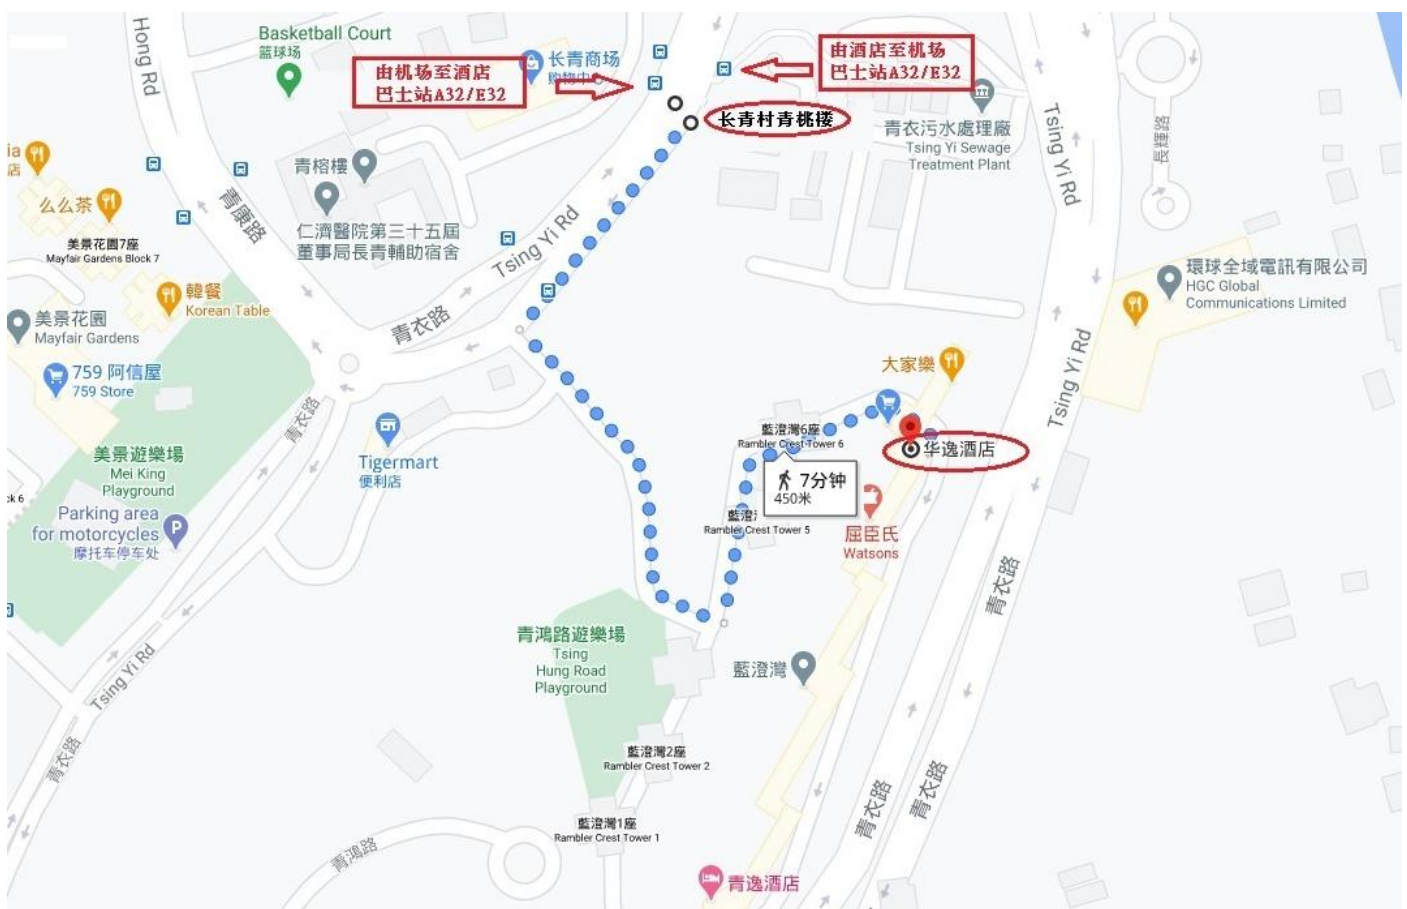 Hong Rd
Basketball Court
篮球场
长青商场
购物中心
由机场至酒店
巴士站A32/E32
由酒店至机场
巴士站A32/E32
长青村青桃楼
青衣污水處理廠
Tsing Yi Sewage
Treatment Plant
Tsing Yi Rd
長輝路
ia
店
么么茶
美景花園7座
Mayfair Gardens Block 7
青榕樓
仁濟醫院第三十五屆
董事局長青輔助宿舍
青康路
Tsing Yi Rd
青衣路
韓餐
Korean Table
美景花園
Mayfair Gardens
759 阿信屋
759 Store
環球全域電訊有限公司
HGC Global
Communications Limited
Tsing Yi Rd
大家樂
藍澄灣6座
Rambler Crest Tower 6
华逸酒店
7分钟
450米
藍澄
Rambler Crest Tower 5
屈臣氏
Watsons
青衣路
Tigermart
便利店
美景遊樂場
Mei King
Playground
ck 6
Parking area
for motorcycles
摩托车停车处
P
青衣路
青鴻路遊樂場
Tsing
Hung Road
Playground
藍澄灣
Tsing Yi Rd
青衣路
藍澄灣2座
Rambler Crest Tower 2
藍澄灣1座
Rambler Crest Tower 1
青鴻路
青衣路
青衣路
青逸酒店